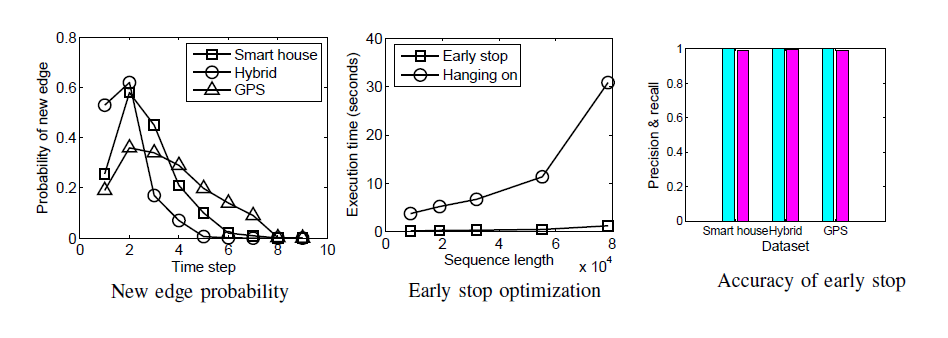 0.8
0.6
0.4
0.2
0
0 2 4 6 8 10
Probability of new edge
Time step
Smart house
Hybrid
GPS
New edge probability
40
30
20
10
0
0 2 4 6 8
x 10^4
Execution time (seconds)
Sequence length
Early stop
Hanging on
Early stop optimization
1
0.8
0.6
0.4
0.2
0
Precision & recall
Smart house Hybrid GPS
Dataset
Accuracy of early stop